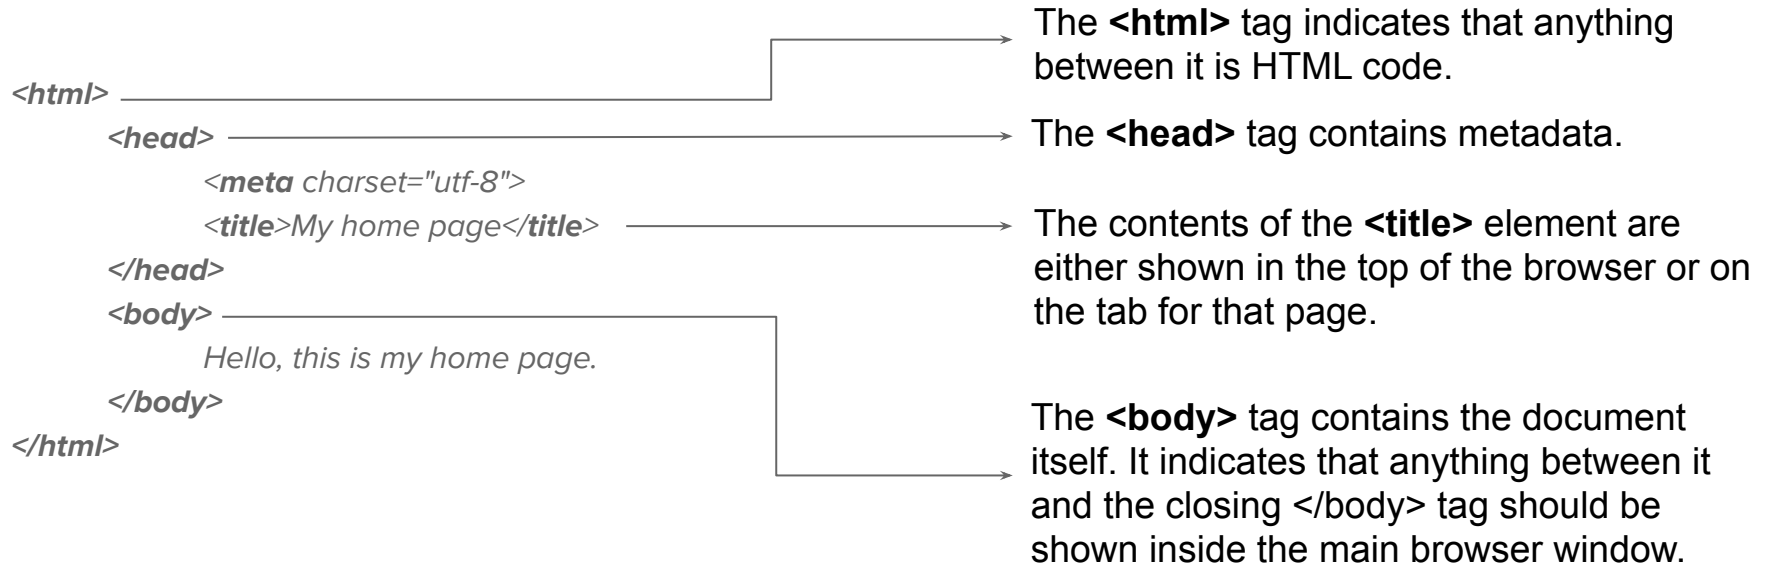 <html>
<head>
<meta charset="utf-8">
<title>My home page</title>
</head>
<body>
Hello, this is my home page.
</body>
</html>
The <html> tag indicates that anything
between it is HTML code.
The <head> tag contains metadata.
The contents of the <title> element are
either shown in the top of the browser or on
the tab for that page.
The <body> tag contains the document
itself. It indicates that anything between it
and the closing </body> tag should be
shown inside the main browser window.